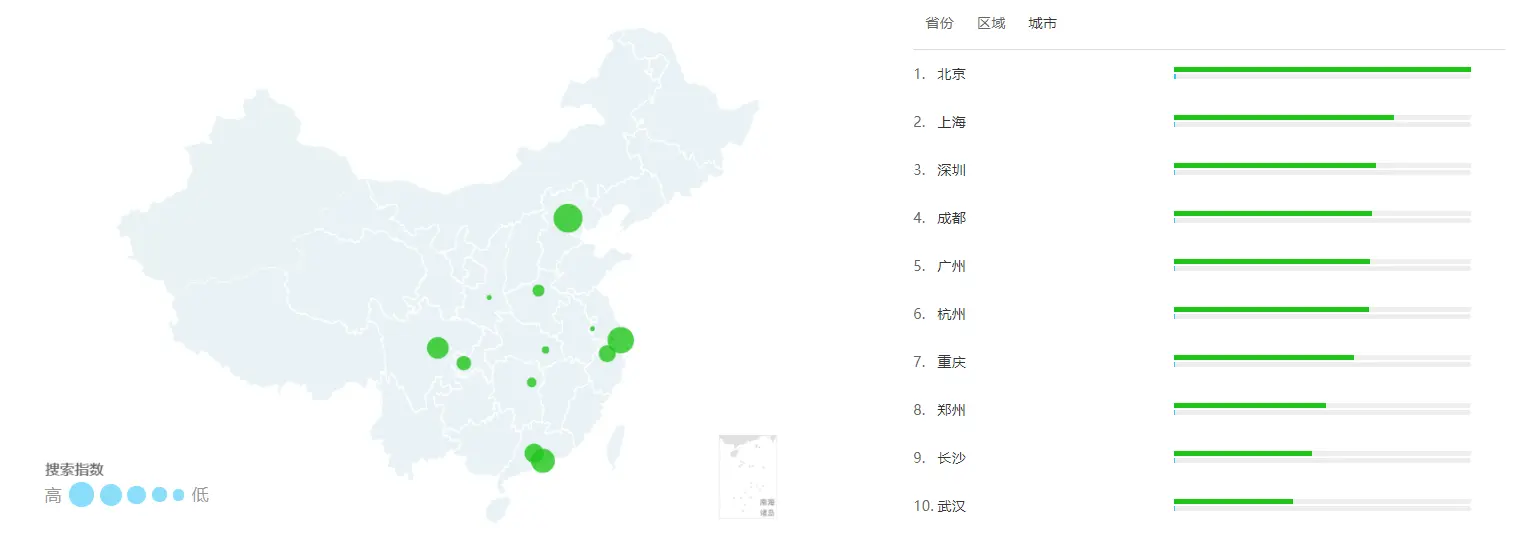 省份 区域 城市
1. 北京
2. 上海
3. 深圳
4. 成都
5. 广州
6. 杭州
7. 重庆
8. 郑州
9. 长沙
10. 武汉
搜索指数
高 低
南海
诸岛